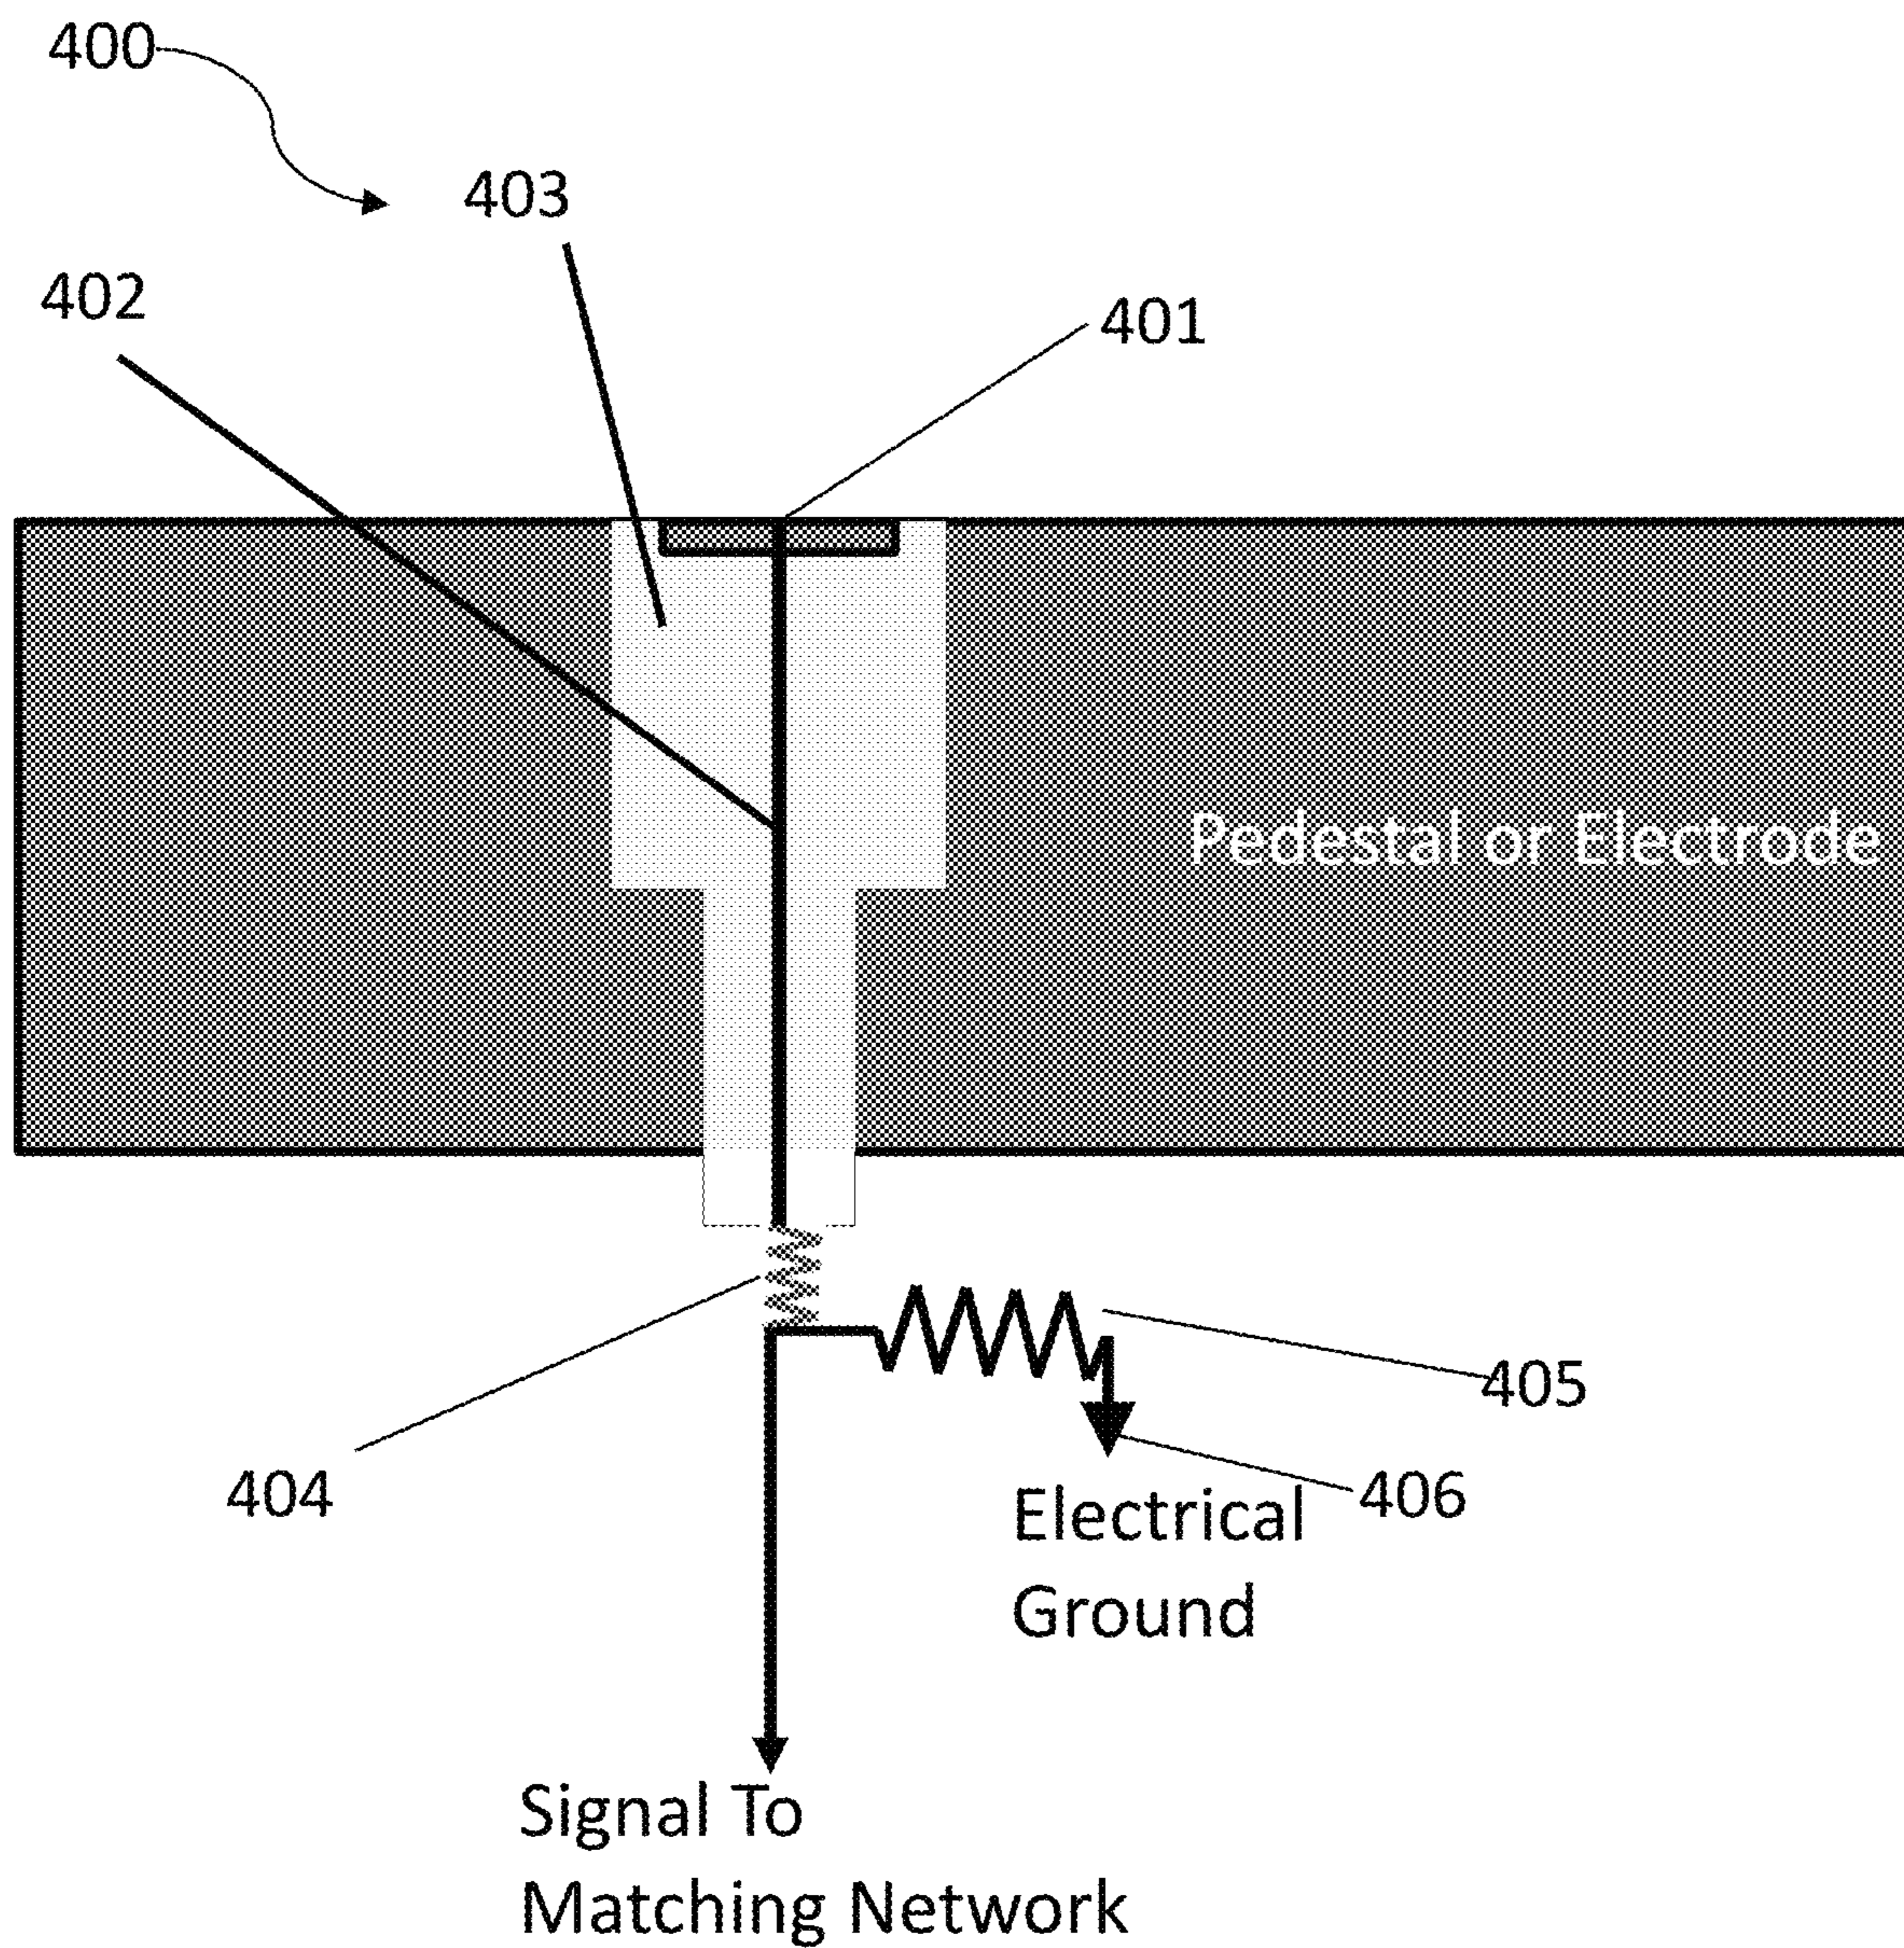 400
403
402
401
Pedestal or Electrode
404
405
406
Electrical
Ground
Signal To
Matching Network